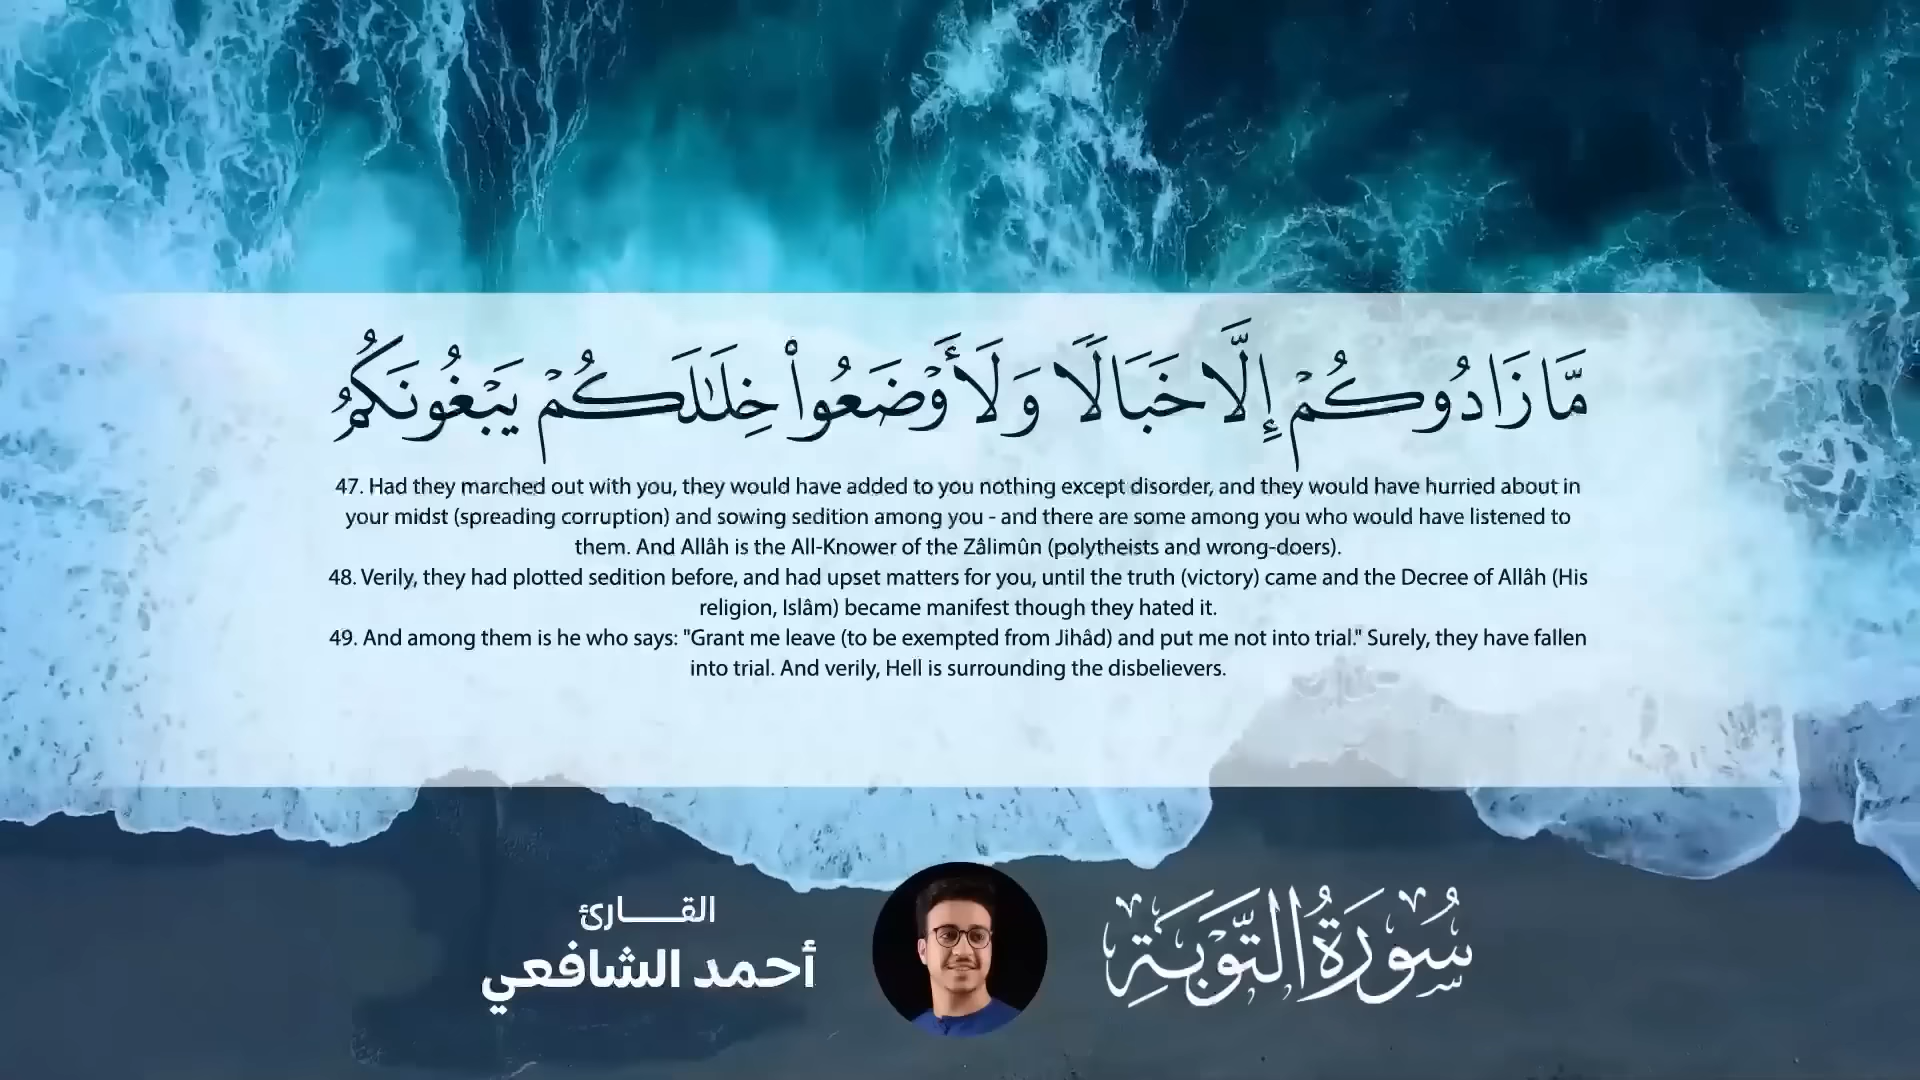 مَّا زَادُوكُمْ إِلَّا خَبَالًا وَلَأَوْضَعُوا۟ خِلَـٰلَكُمْ يَبْغُونَكُمُ
47. Had they marched out with you, they would have added to you nothing except disorder, and they would have hurried about in
your midst (spreading corruption) and sowing sedition among you - and there are some among you who would have listened to
them. And Allâh is the All-Knower of the Zâlimûn (polytheists and wrong-doers).
48. Verily, they had plotted sedition before, and had upset matters for you, until the truth (victory) came and the Decree of Allâh (His
religion, Islâm) became manifest though they hated it.
49. And among them is he who says: "Grant me leave (to be exempted from Jihâd) and put me not into trial." Surely, they have fallen
into trial. And verily, Hell is surrounding the disbelievers.
سُورَةُ التَّوْبَةِ
القـــــارئ
أحمد الشافعي